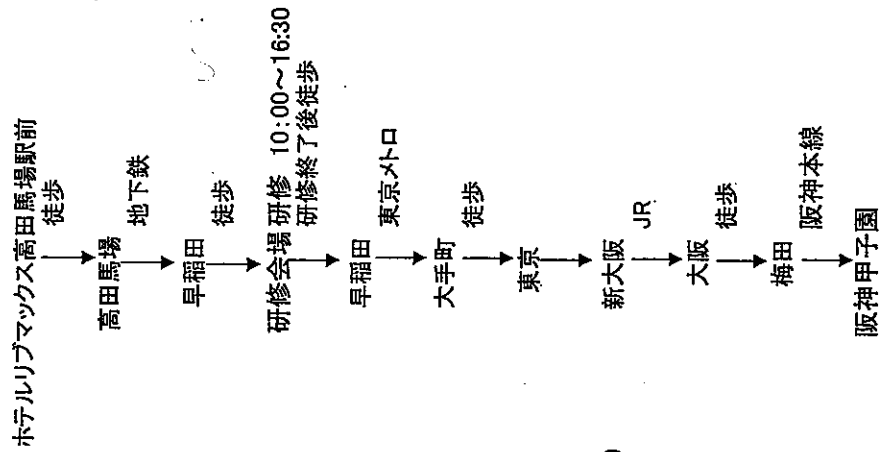 ホテルリブマックス高田馬場駅前
徒歩
高田馬場
地下鉄
早稲田
徒歩
研修会場 研修 10:00～16:30
研修終了後徒歩
早稲田
東京メトロ
大手町
徒歩
東京
新大阪
JR
大阪
徒歩
梅田
阪神本線
阪神甲子園